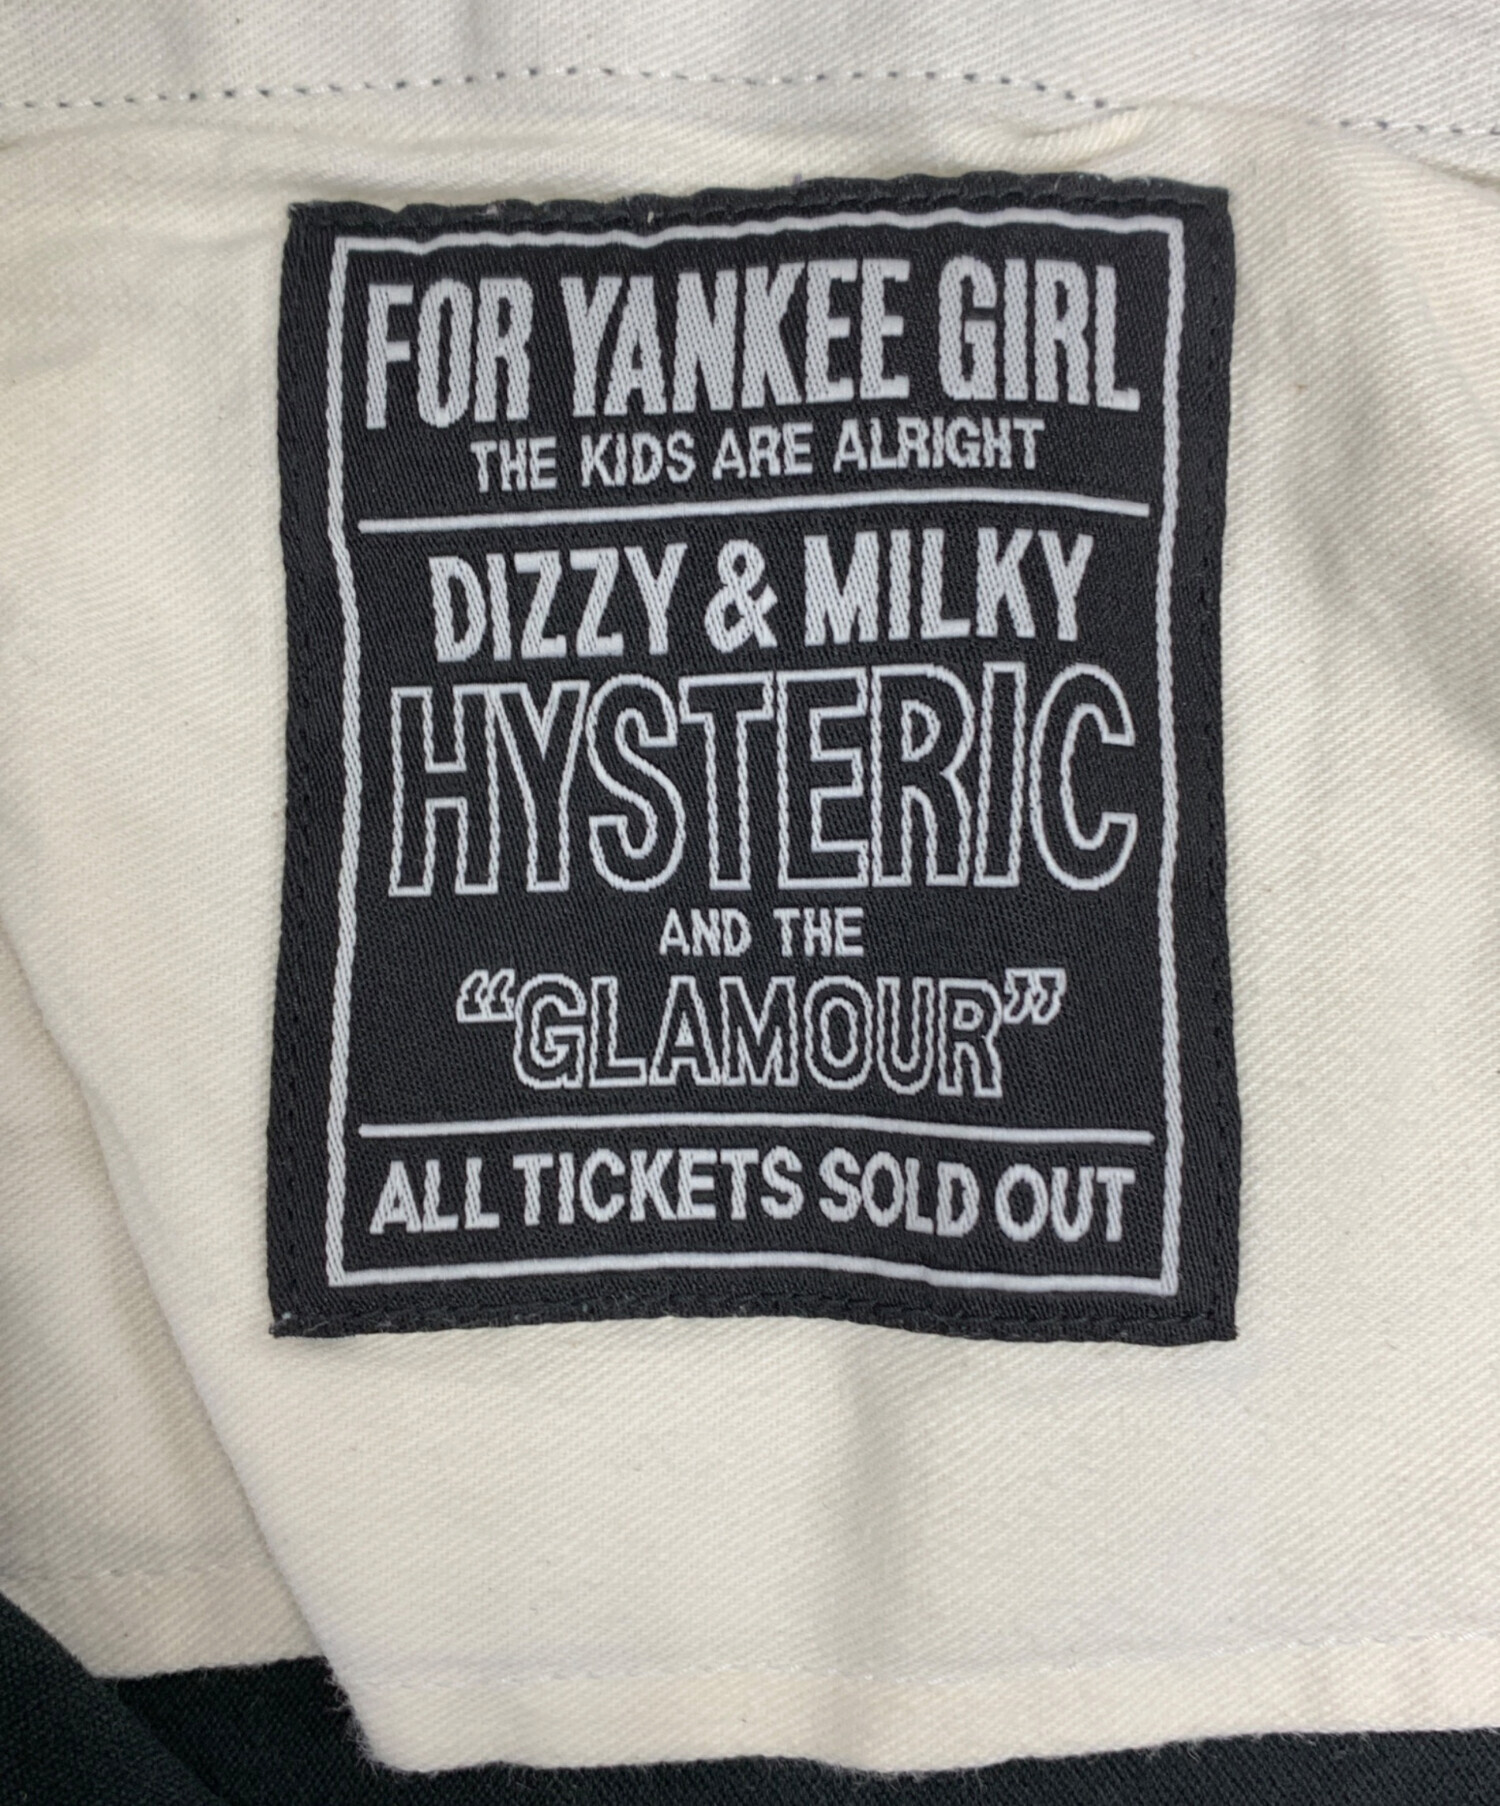 FOR YANKEE GIRL
THE KIDS ARE ALRIGHT
DIZZY & MILKY
HYSTERIC
AND THE
“GLAMOUR”
ALL TICKETS SOLD OUT